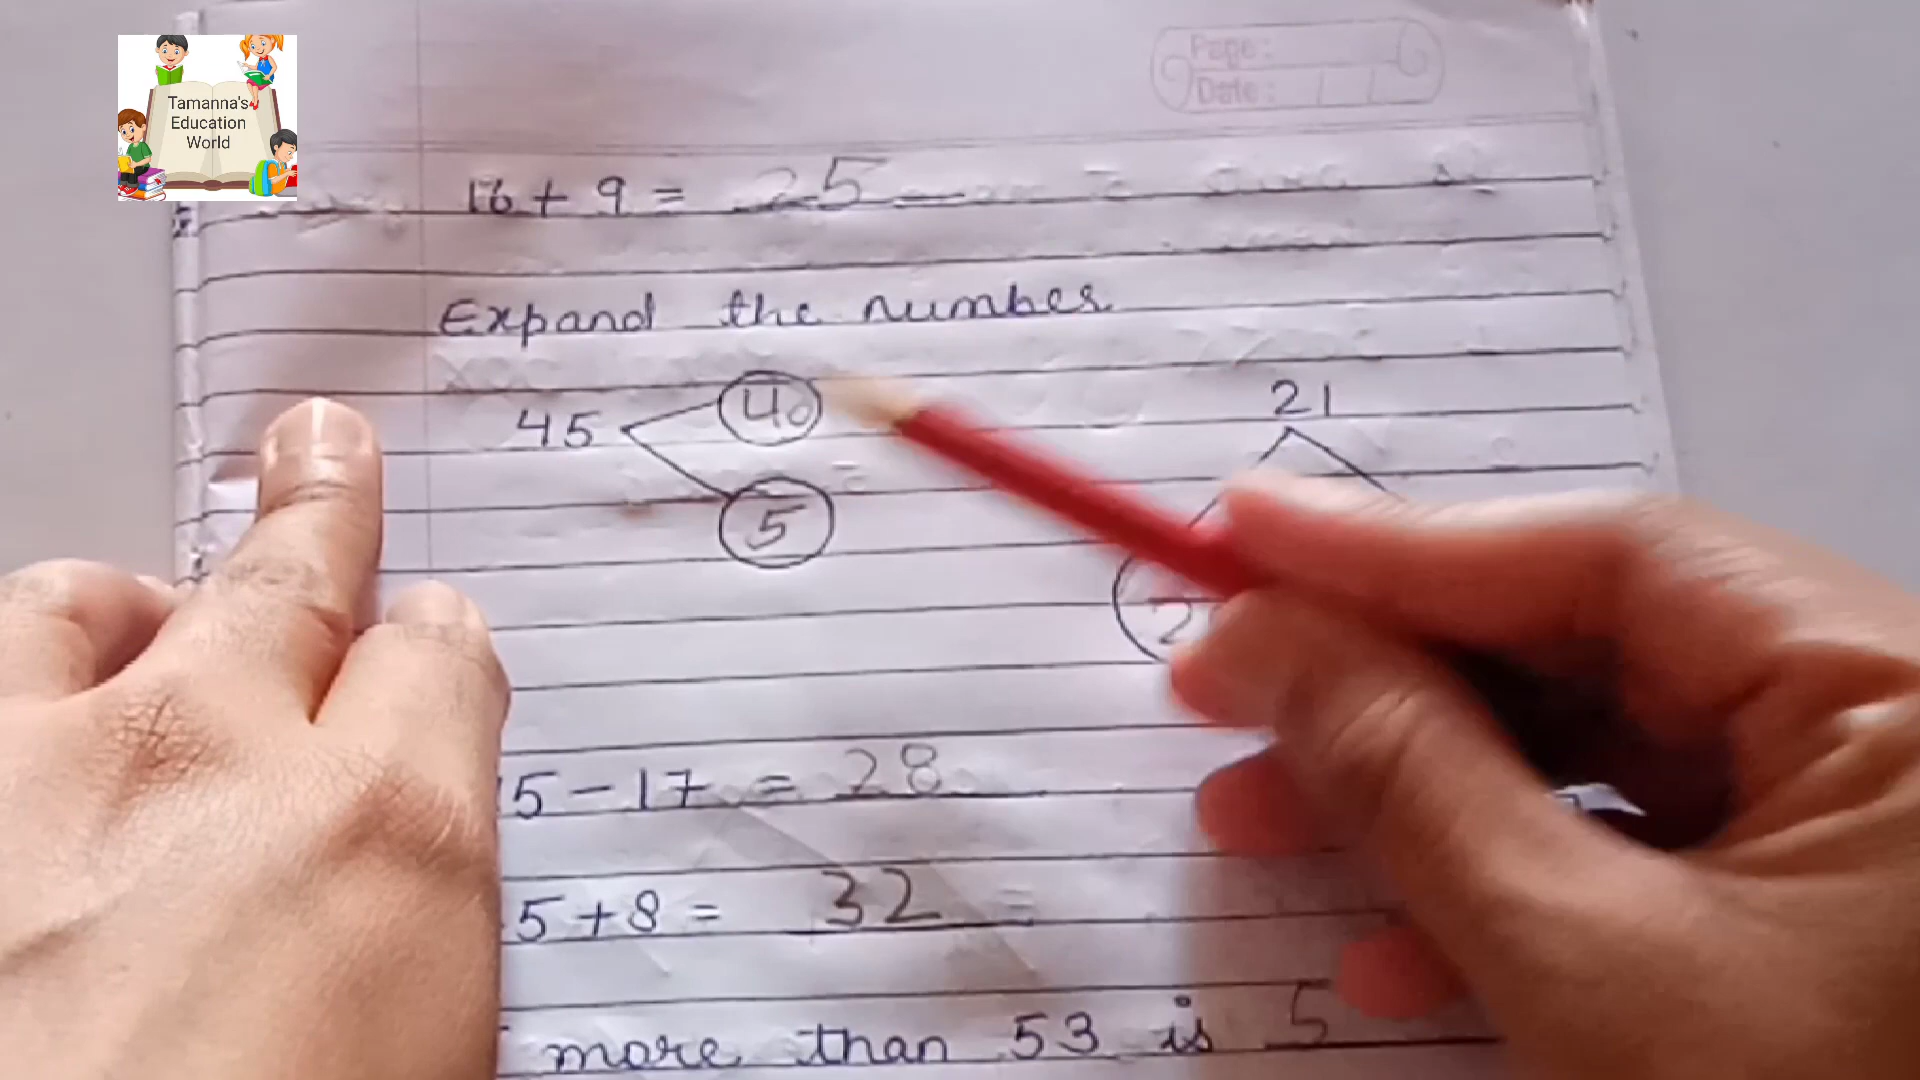 Tamanna's
Education
World
Page :
Date :
16 + 9 = 25
Expand the number
45 40 21
5
2
5 - 17 = 28
5 + 8 = 32 =
more than 53 is 5